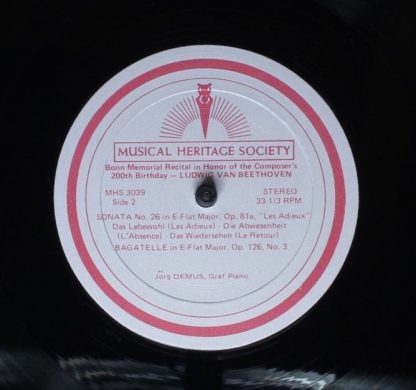 MUSICAL HERITAGE SOCIETY
Bonn Memorial Recital in Honor of the Composer's
200th Birthday – LUDWIG VAN BEETHOVEN
MHS 3039 STEREO
Side 2 33 1/3 RPM
SONATA No. 26 in E-Flat Major, Op. 81a, "Les Adieux"
Das Lebewohl (Les Adieux) · Die Abwesenheit
(L'Absence) · Das Wiedersehen (Le Retour)
BAGATELLE in E-Flat Major, Op. 126, No. 3
Jörg DEMUS, Graf Piano